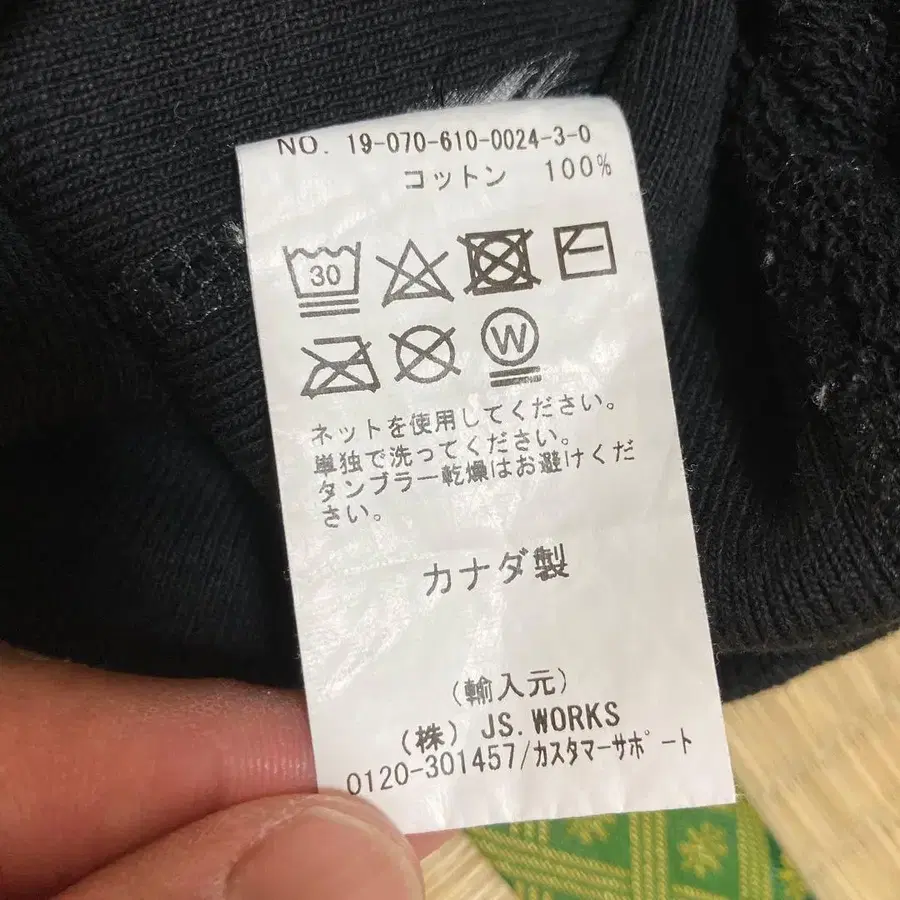 NO. 19-070-610-0024-3-0
コットン 100%
30
W
ネットを使用してください。
単独で洗ってください。
タンブラー乾燥はお避けくだ
さい。
カナダ製
(輸入元)
(株) JS.WORKS
0120-301457/カスタマーサポート